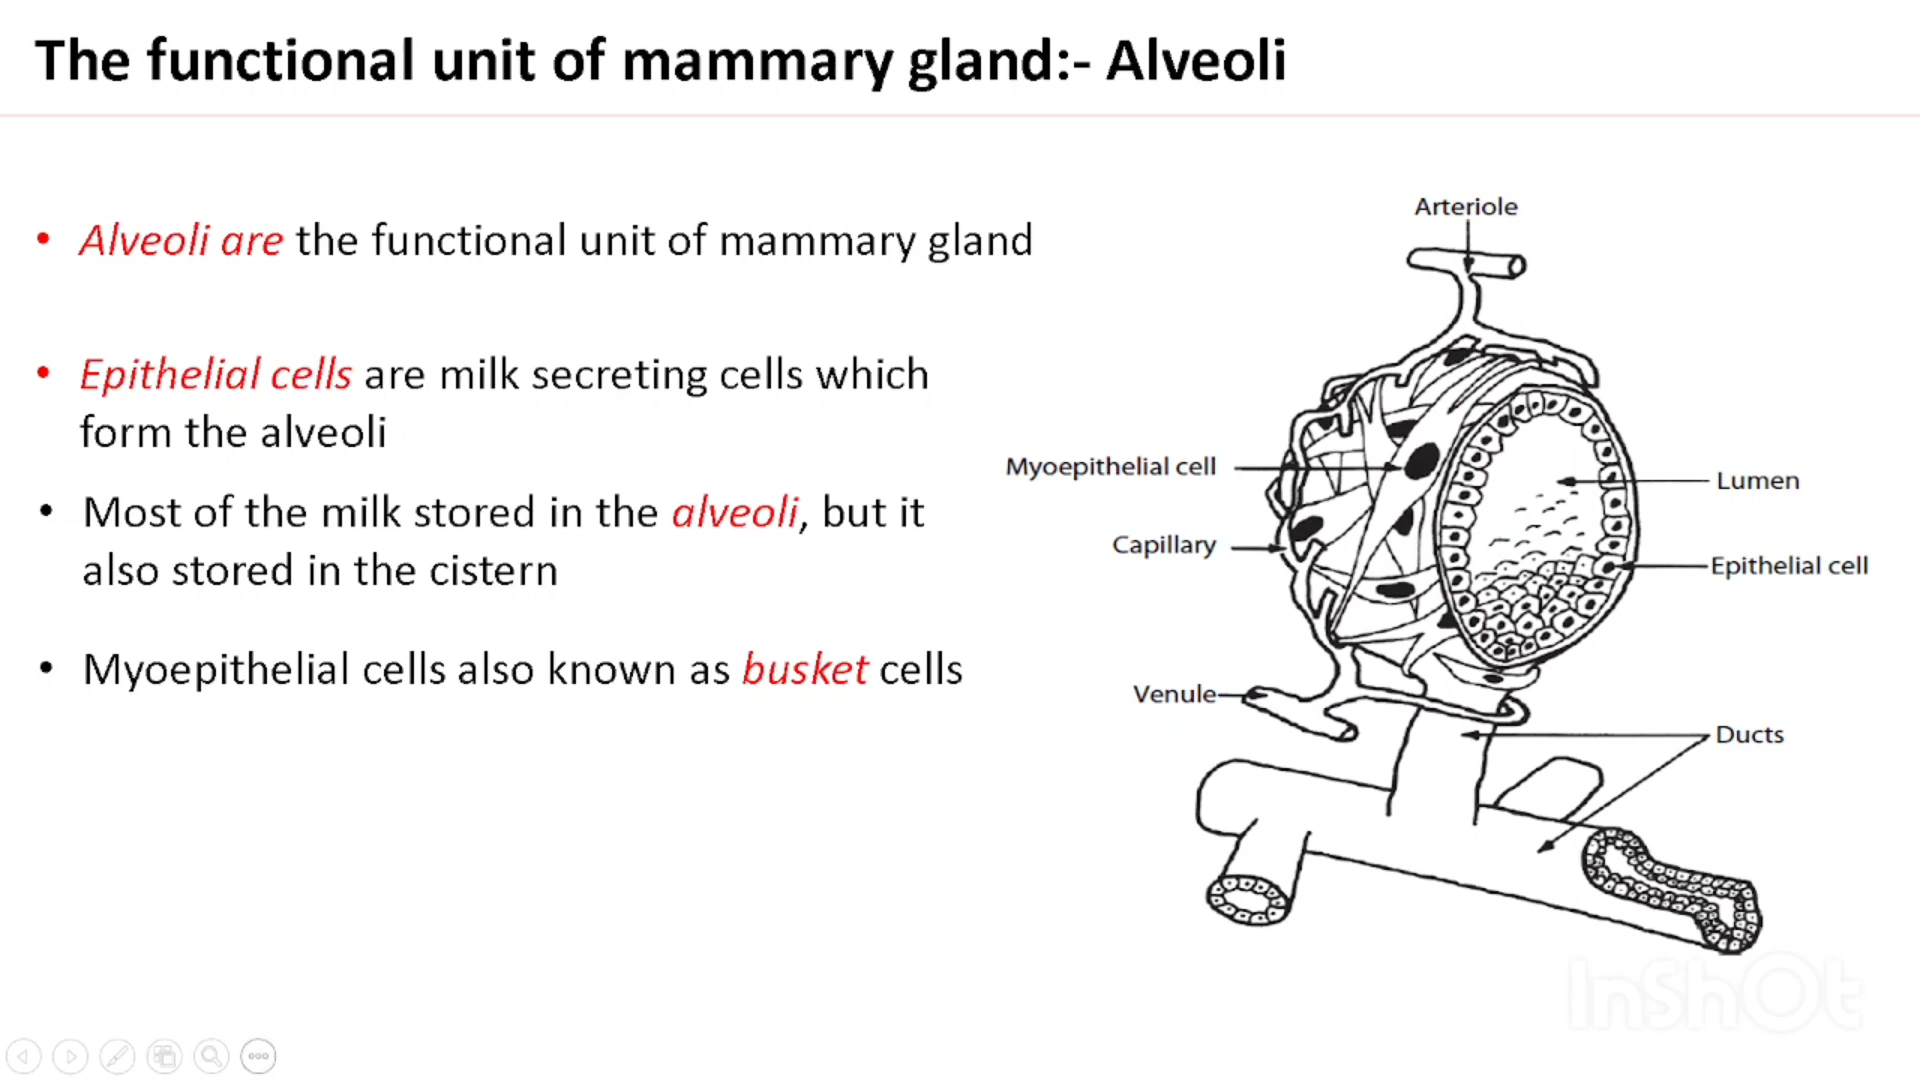 The functional unit of mammary gland:- Alveoli
• Alveoli are the functional unit of mammary gland
• Epithelial cells are milk secreting cells which
form the alveoli
• Most of the milk stored in the alveoli, but it
also stored in the cistern
• Myoepithelial cells also known as busket cells
Arteriole
Myoepithelial cell
Lumen
Capillary
Epithelial cell
Venule
Ducts
InShOt